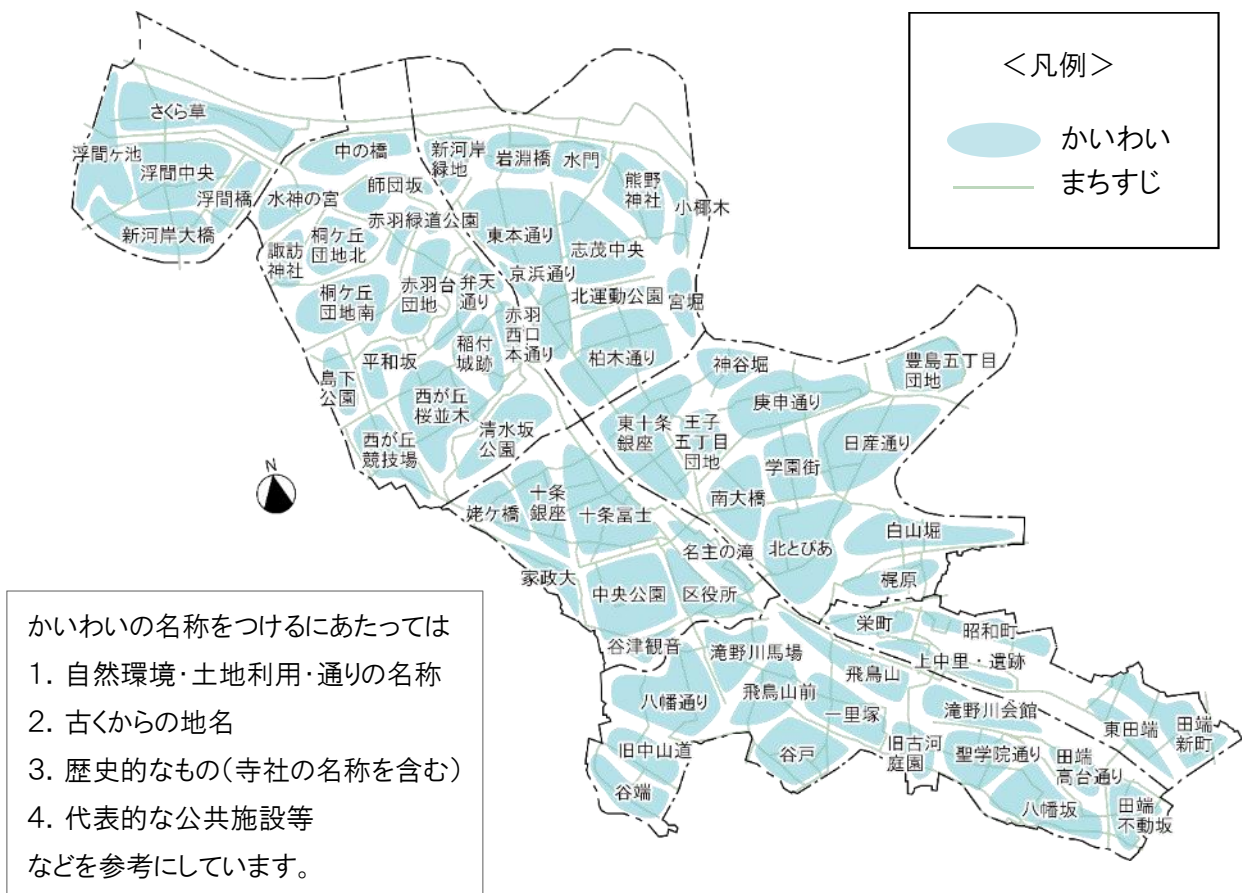 ＜凡例＞
かいわい
まちすじ
さくら草
浮間ヶ池
浮間中央
浮間橋
新河岸大橋
中の橋
新河岸
緑地
岩淵橋
水門
熊野
神社
小椰木
師団坂
水神の宮
赤羽緑道公園
諏訪
神社
桐ケ丘
団地北
東本通り
志茂中央
桐ケ丘
団地南
赤羽台
団地
弁天
通り
京浜通り
北運動公園
宮堀
赤羽
西口
本通り
稲付
城跡
柏木通り
平和坂
島下
公園
西が丘
桜並木
清水坂
公園
西が丘
競技場
神谷堀
豊島五丁目
団地
庚申通り
東十条
銀座
王子
五丁目
団地
日産通り
学園街
南大橋
N
姥ケ橋
十条
銀座
十条冨士
白山堀
北とぴあ
名主の滝
梶原
家政大
中央公園
区役所
栄町
昭和町
谷津観音
滝野川馬場
飛鳥山
上中里・遺跡
八幡通り
飛鳥山前
一里塚
滝野川会館
東田端
田端
新町
旧中山道
谷戸
旧古河
庭園
聖学院通り
田端
高台通り
谷端
八幡坂
田端
不動坂
かいわいの名称をつけるにあたっては
1. 自然環境・土地利用・通りの名称
2. 古くからの地名
3. 歴史的なもの（寺社の名称を含む）
4. 代表的な公共施設等
などを参考にしています。